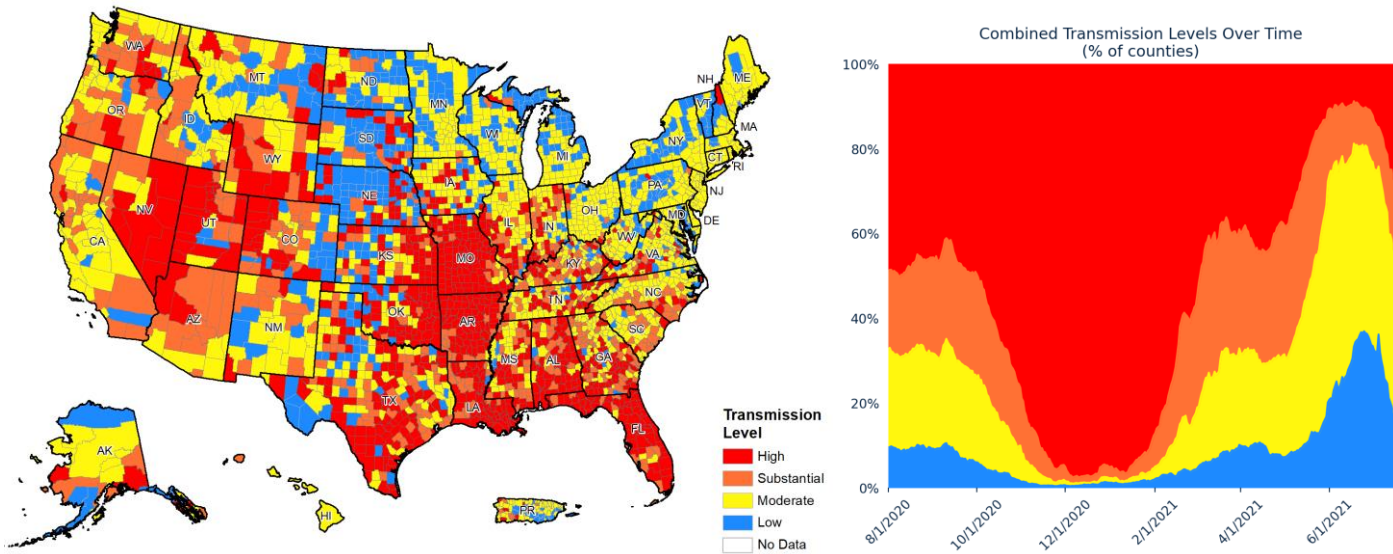 WA
MT
ND
MN
ME
NH
VT
OR
ID
SD
WI
MI
NY
MA
WY
CT
RI
NE
IA
PA
NJ
NV
UT
CO
IL
IN
OH
MD
DE
CA
KS
MO
WV
KY
VA
AZ
NM
OK
AR
TN
NC
SC
MS
AL
GA
TX
LA
FL
AK
HI
PR
Transmission
Level
High
Substantial
Moderate
Low
No Data
Combined Transmission Levels Over Time
(% of counties)
100%
80%
60%
40%
20%
0%
8/1/2020
10/1/2020
12/1/2020
2/1/2021
4/1/2021
6/1/2021